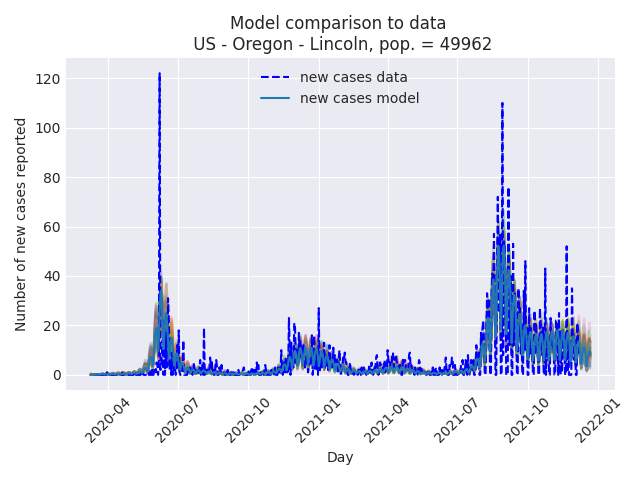 Model comparison to data
US - Oregon - Lincoln, pop. = 49962
new cases data
new cases model
Number of new cases reported
120
100
80
60
40
20
0
2020-04
2020-07
2020-10
2021-01
2021-04
2021-07
2021-10
2022-01
Day